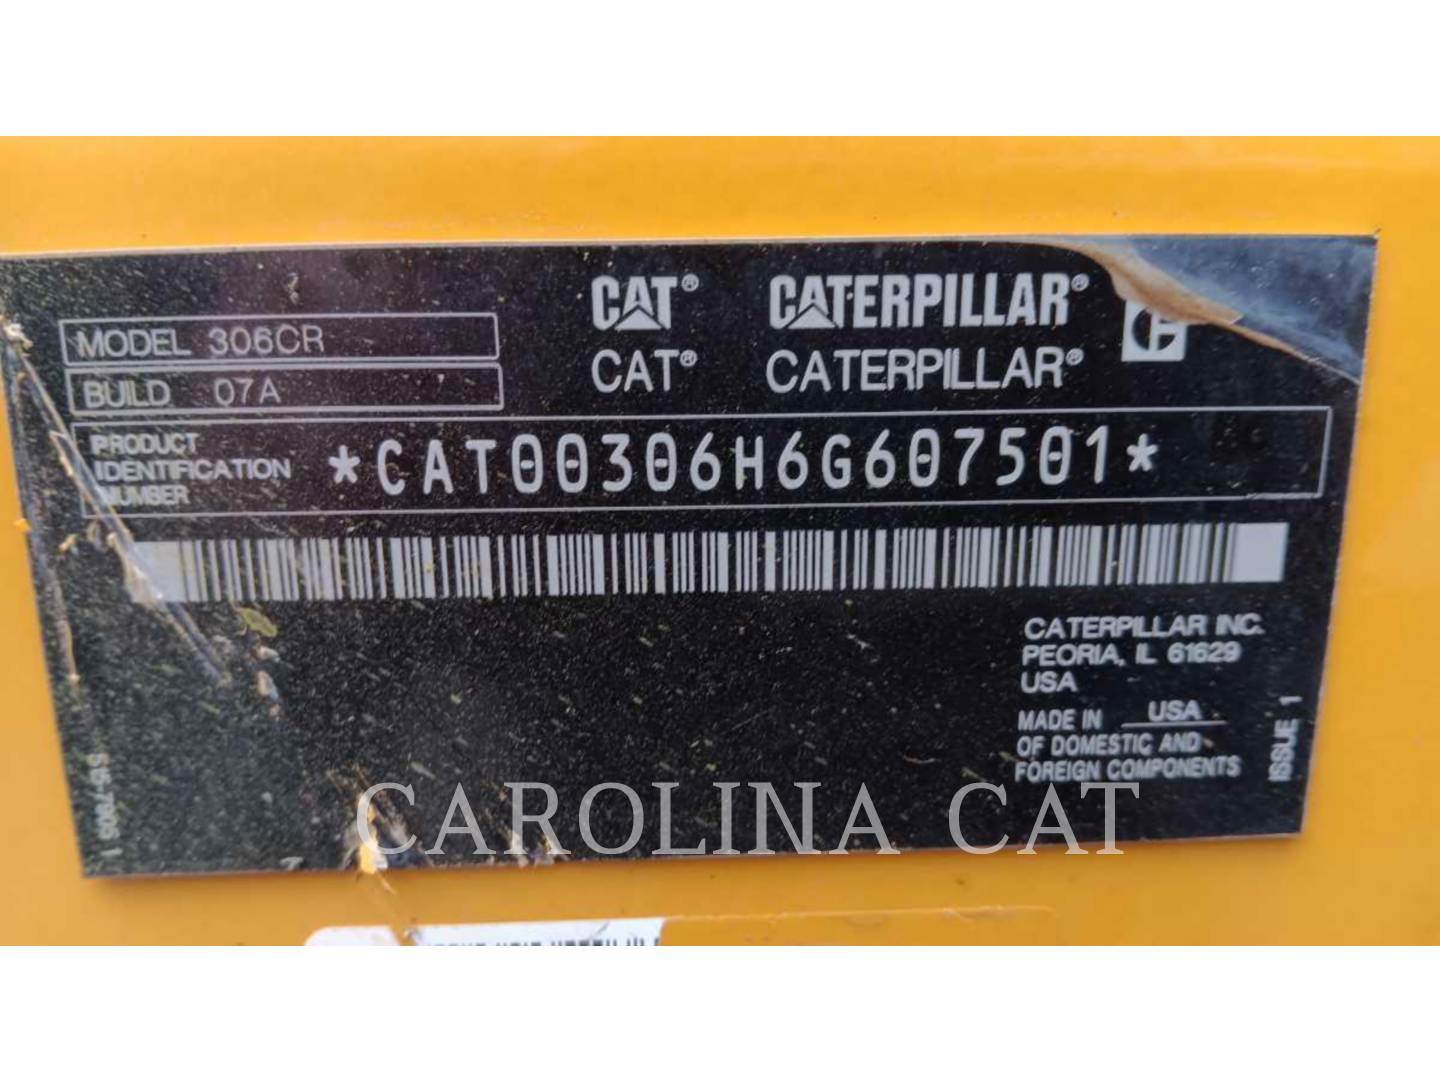 MODEL 306CR
BUILD 07A
CAT® CATERPILLAR®
CAT® CATERPILLAR®
PRODUCT
IDENTIFICATION
NUMBER
*CAT00306H6G607501*
CATERPILLAR INC.
PEORIA, IL 61629
USA
MADE IN USA
OF DOMESTIC AND
FOREIGN COMPONENTS
ISSUE 1
CAROLINA CAT